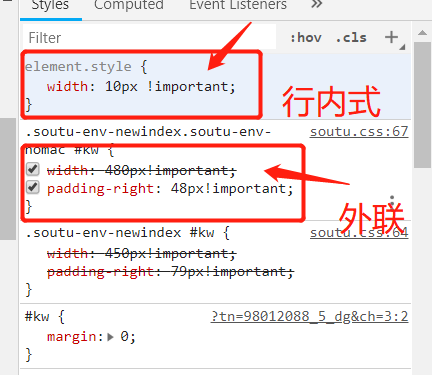 Styles Computed Event Listeners »
Filter :hov .cls +
element.style {
width: 10px !important;
}
行内式
.soutu-env-newindex.soutu-env- soutu.css:67
nomac #kw {
width: 480px!important;
padding-right: 48px!important;
}
外联
.soutu-env-newindex #kw { soutu.css:64
width: 450px!important;
padding-right: 79px!important;
}
#kw { ?tn=98012088_5_dg&ch=3:2
margin:▶ 0;
}